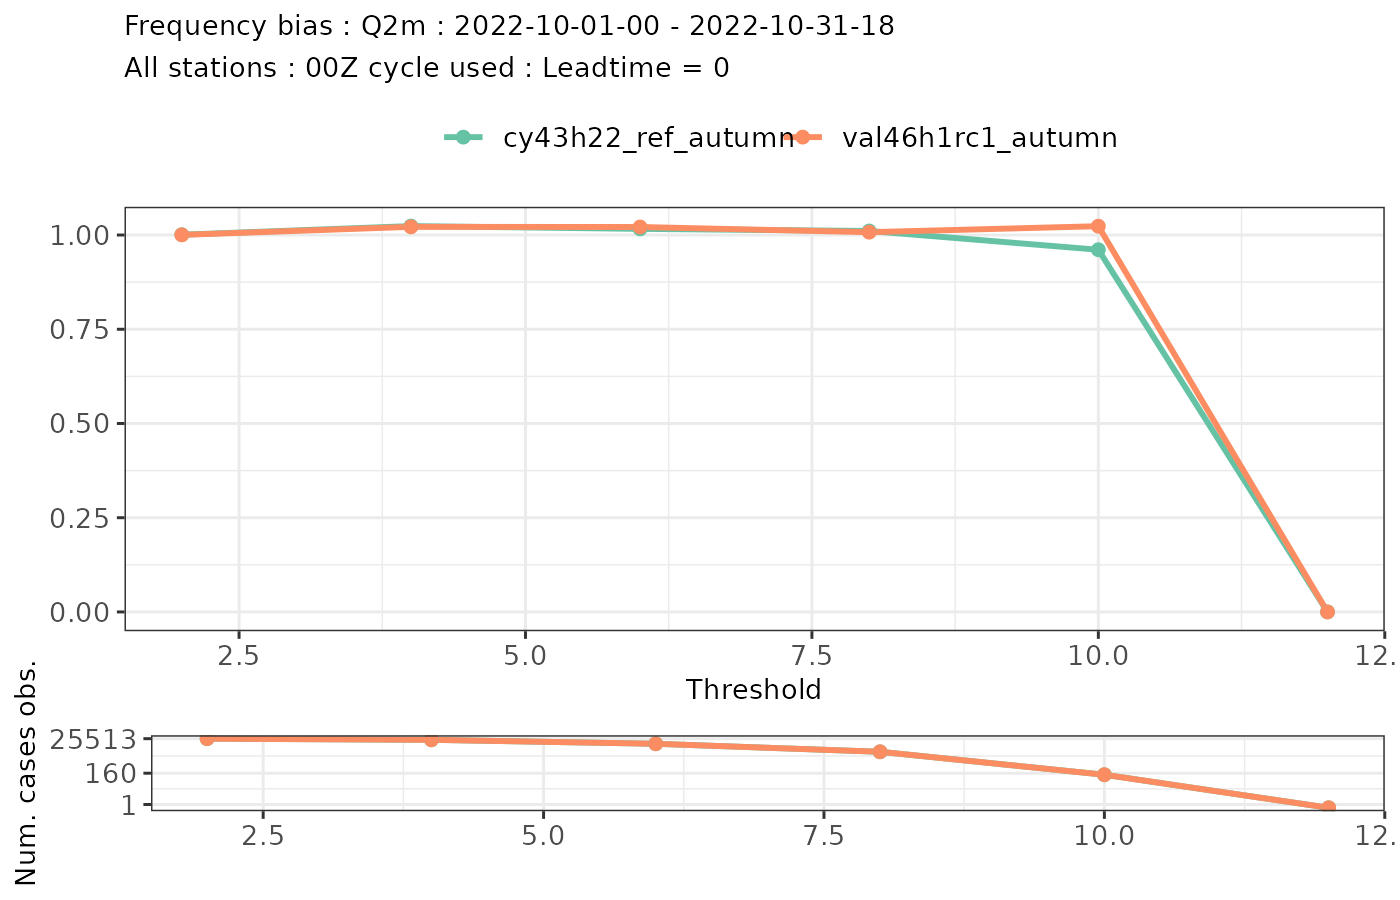 Frequency bias : Q2m : 2022-10-01-00 - 2022-10-31-18
All stations : 00Z cycle used : Leadtime = 0
cy43h22_ref_autumn val46h1rc1_autumn
1.00
0.75
0.50
0.25
0.00
2.5 5.0 7.5 10.0 12.
Threshold
Num. cases obs.
25513
160
1
2.5 5.0 7.5 10.0 12.